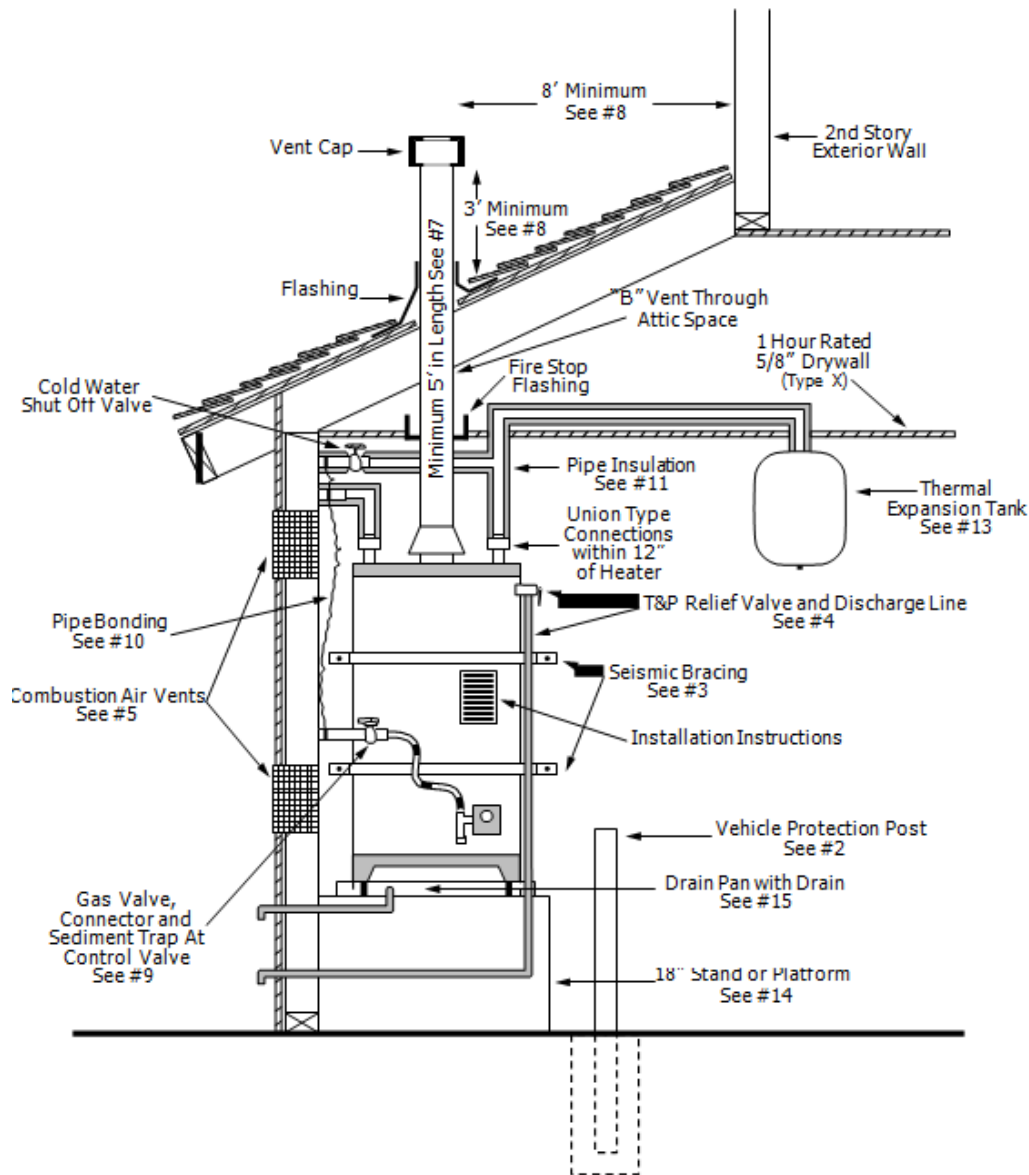 8' Minimum
See #8
Vent Cap
2nd Story
Exterior Wall
3' Minimum
See #8
Minimum 5' in Length See #7
Flashing
"B" Vent Through
Attic Space
1 Hour Rated
5/8" Drywall
(Type X)
Cold Water
Shut Off Valve
Fire Stop
Flashing
Pipe Insulation
See #11
Thermal
Expansion Tank
See #13
Union Type
Connections
within 12"
of Heater
T&P Relief Valve and Discharge Line
See #4
Pipe Bonding
See #10
Seismic Bracing
See #3
Combustion Air Vents
See #5
Installation Instructions
Vehicle Protection Post
See #2
Drain Pan with Drain
See #15
Gas Valve,
Connector and
Sediment Trap At
Control Valve
See #9
18" Stand or Platform
See #14